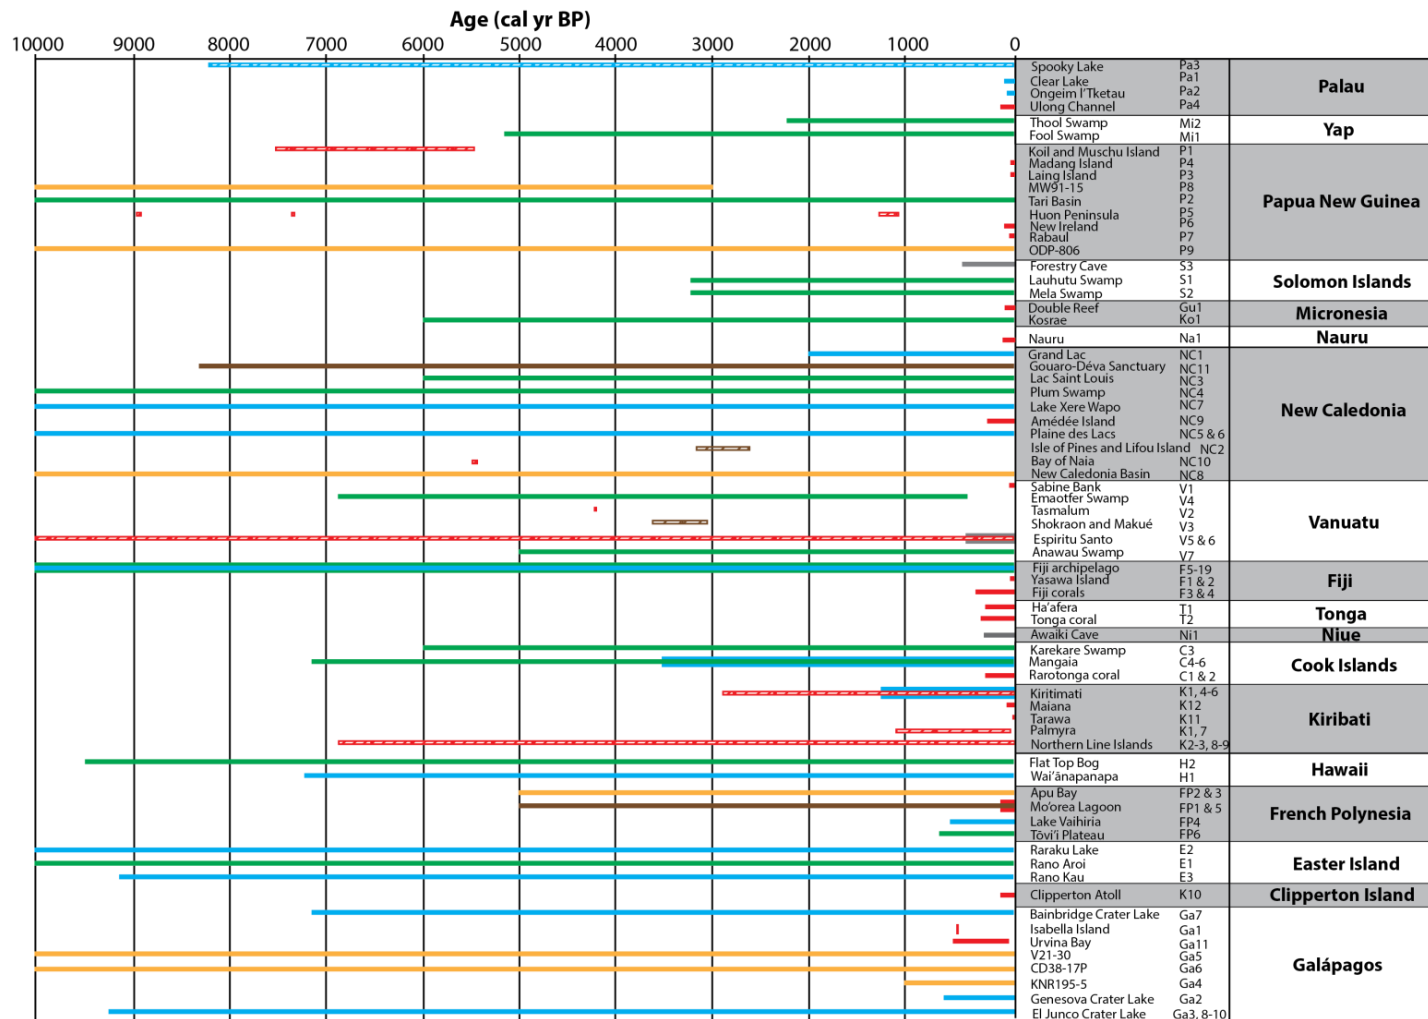 Age (cal yr BP)
10000 9000 8000 7000 6000 5000 4000 3000 2000 1000 0
Spooky Lake Pa3
Clear Lake Pa1
Palau
Ongeim l'Tketau Pa2
Ulong Channel Pa4
Thool Swamp Mi2
Yap
Fool Swamp Mi1
Koil and Muschu Island P1
Madang Island P4
Laing Island P3
MW91-15 P8
Tari Basin P2
Papua New Guinea
Huon Peninsula P5
New Ireland P6
Rabaul P7
ODP-806 P9
Forestry Cave S3
Lauhutu Swamp S1
Solomon Islands
Mela Swamp S2
Double Reef Gu1
Micronesia
Kosrae Ko1
Nauru Na1 Nauru
Grand Lac NC1
Gouaro-Déva Sanctuary NC11
Lac Saint Louis NC3
Plum Swamp NC4
Lake Xere Wapo NC7
New Caledonia
Amédée Island NC9
Plaine des Lacs NC5 & 6
Isle of Pines and Lifou Island NC2
Bay of Naia NC10
New Caledonia Basin NC8
Sabine Bank V1
Emaotfer Swamp V4
Tasmalum V2
Vanuatu
Shokraon and Makué V3
Espiritu Santo V5 & 6
Anawau Swamp V7
Fiji archipelago F5-19
Yasawa Island F1 & 2
Fiji
Fiji corals F3 & 4
Ha'afera T1
Tonga
Tonga coral T2
Awaiki Cave Ni1 Niue
Karekare Swamp C3
Mangaia C4-6
Cook Islands
Rarotonga coral C1 & 2
Kiritimati K1, 4-6
Maiana K12
Tarawa K11
Kiribati
Palmyra K1, 7
Northern Line Islands K2-3, 8-9
Flat Top Bog H2
Hawaii
Wai'ānapanapa H1
Apu Bay FP2 & 3
Mo'orea Lagoon FP1 & 5
French Polynesia
Lake Vaihiria FP4
Tōvi'i Plateau FP6
Raraku Lake E2
Rano Aroi E1
Easter Island
Rano Kau E3
Clipperton Atoll K10 Clipperton Island
Bainbridge Crater Lake Ga7
Isabella Island Ga1
Urvina Bay Ga11
V21-30 Ga5
Galápagos
CD38-17P Ga6
KNR195-5 Ga4
Genesova Crater Lake Ga2
El Junco Crater Lake Ga3, 8-10